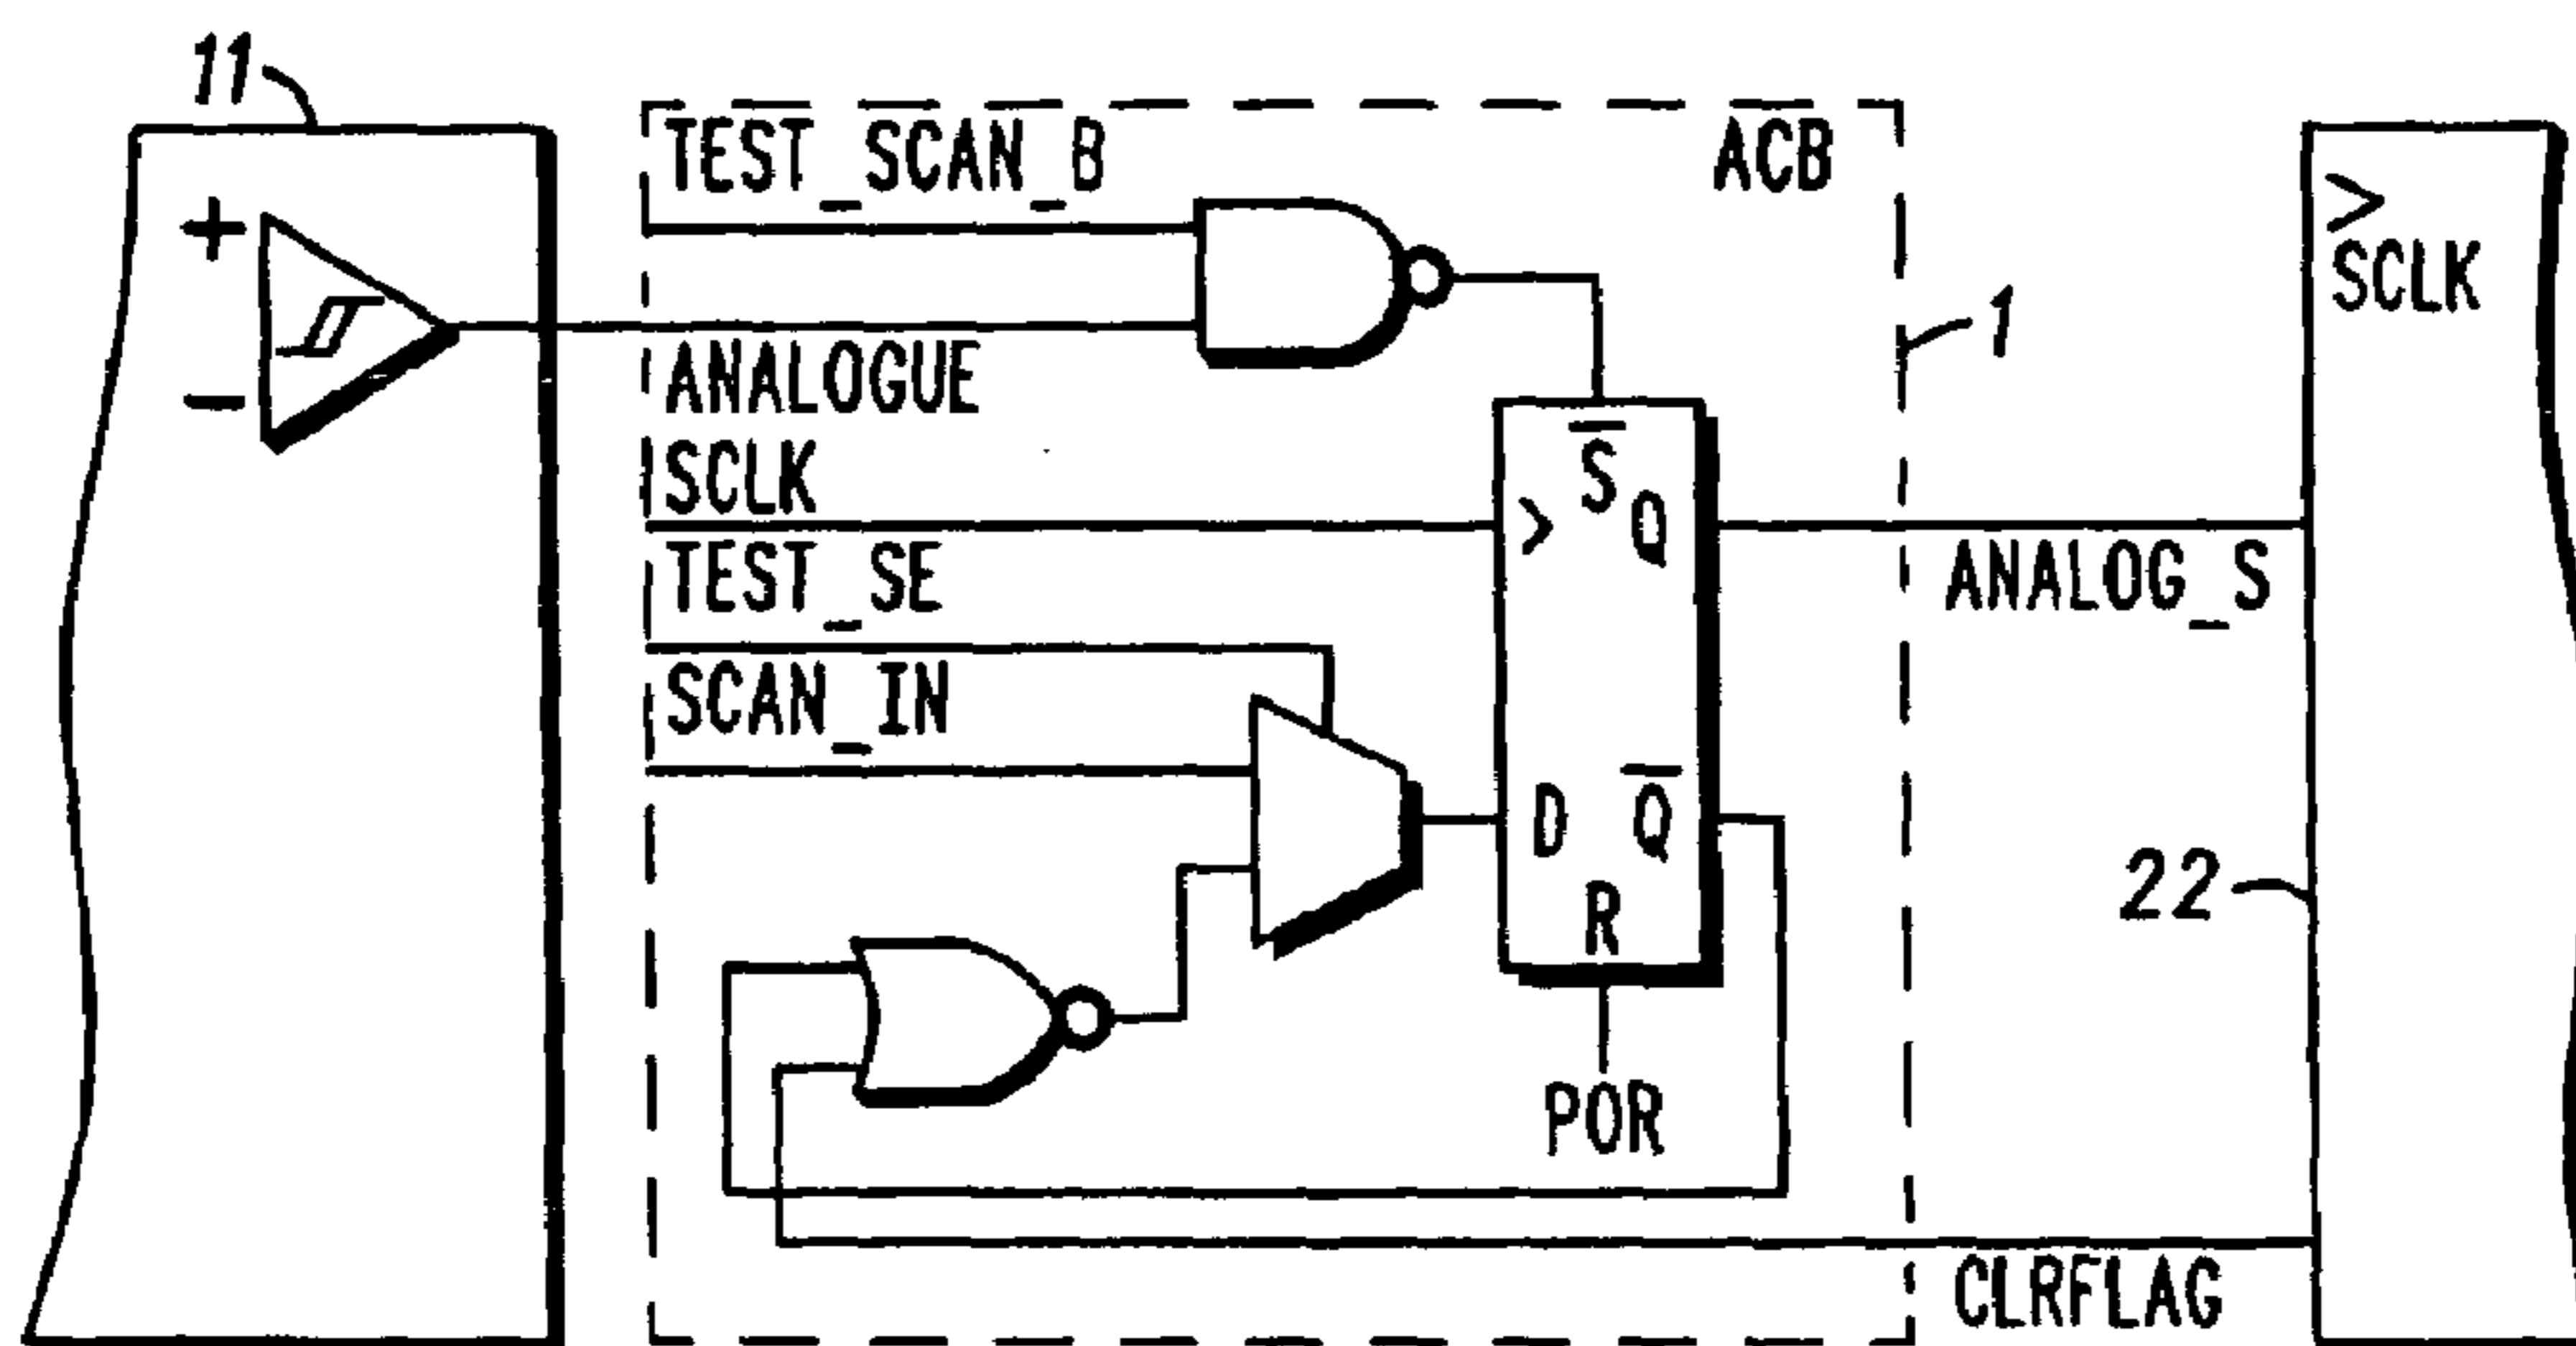 11
+
-
TEST_SCAN_B
ACB
ANALOGUE
SCLK
TEST_SE
SCAN_IN
S̅
> Q
D Q̅
R
POR
1
ANALOG_S
CLRFLAG
>
SCLK
22